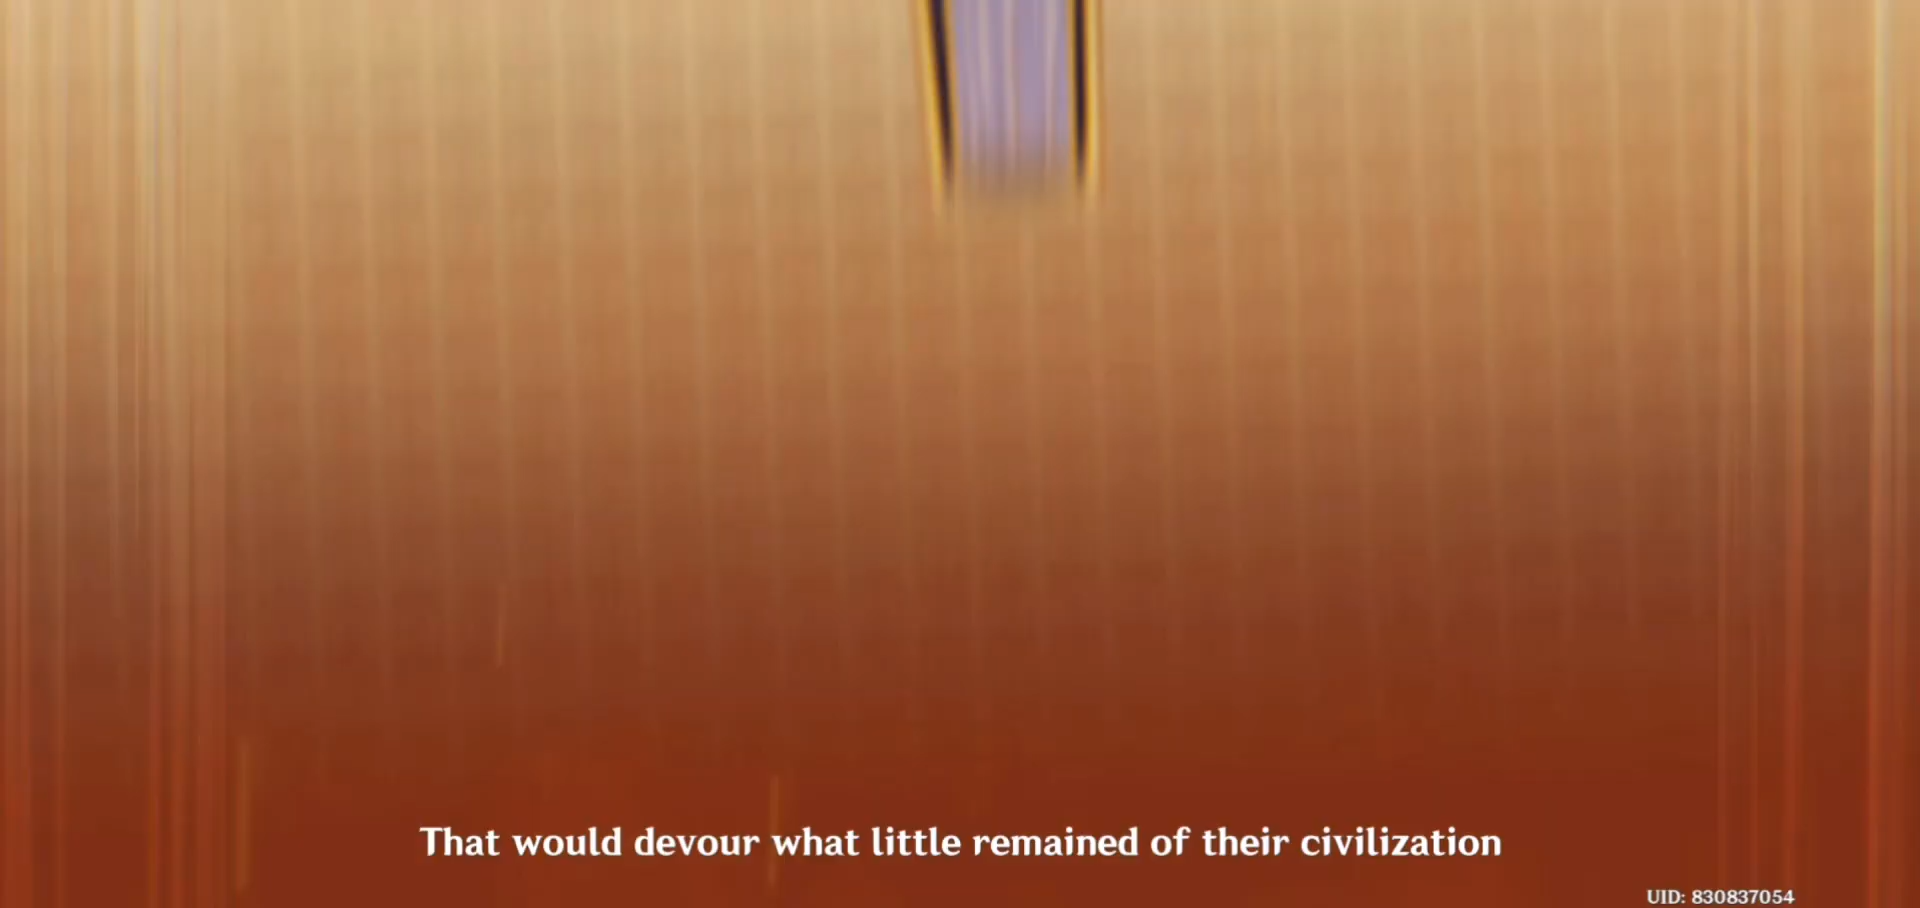 That would devour what little remained of their civilization
UID: 830837054